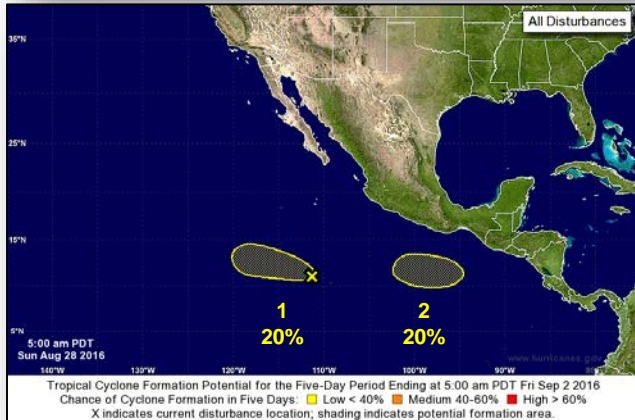 All Disturbances
35°N
25°N
15°N
1
20%
2
20%
5°N
5:00 am PDT
Sun Aug 28 2016
www.hurricanes.gov
140°W
130°W
120°W
110°W
100°W
90°W
80°W
Tropical Cyclone Formation Potential for the Five-Day Period Ending at 5:00 am PDT Fri Sep 2 2016
Chance of Cyclone Formation in Five Days: Low < 40% Medium 40-60% High > 60%
X indicates current disturbance location; shading indicates potential formation area.